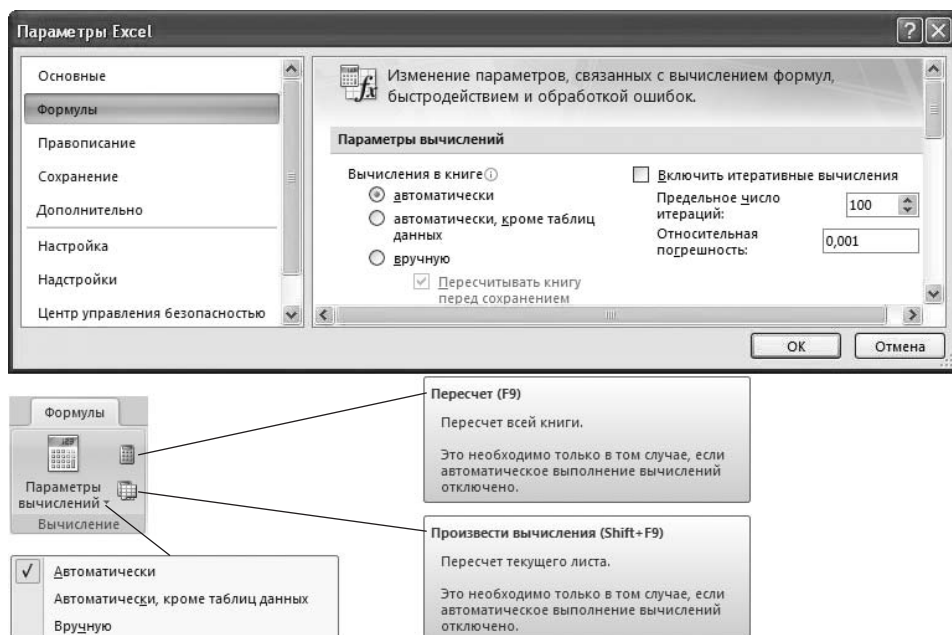 Параметры Excel
Основные
Формулы
Правописание
Сохранение
Дополнительно
Настройка
Надстройки
Центр управления безопасностью
Изменение параметров, связанных с вычислением формул,
быстродействием и обработкой ошибок.
Параметры вычислений
Вычисления в книге
автоматически
автоматически, кроме таблиц
данных
вручную
Пересчитывать книгу
перед сохранением
Включить итеративные вычисления
Предельное число
итераций:
100
Относительная
погрешность:
0,001
ОК
Отмена
Формулы
Параметры
вычислений
Вычисление
Автоматически
Автоматически, кроме таблиц данных
Вручную
Пересчет (F9)
Пересчет всей книги.
Это необходимо только в том случае, если
автоматическое выполнение вычислений
отключено.
Произвести вычисления (Shift+F9)
Пересчет текущего листа.
Это необходимо только в том случае, если
автоматическое выполнение вычислений
отключено.